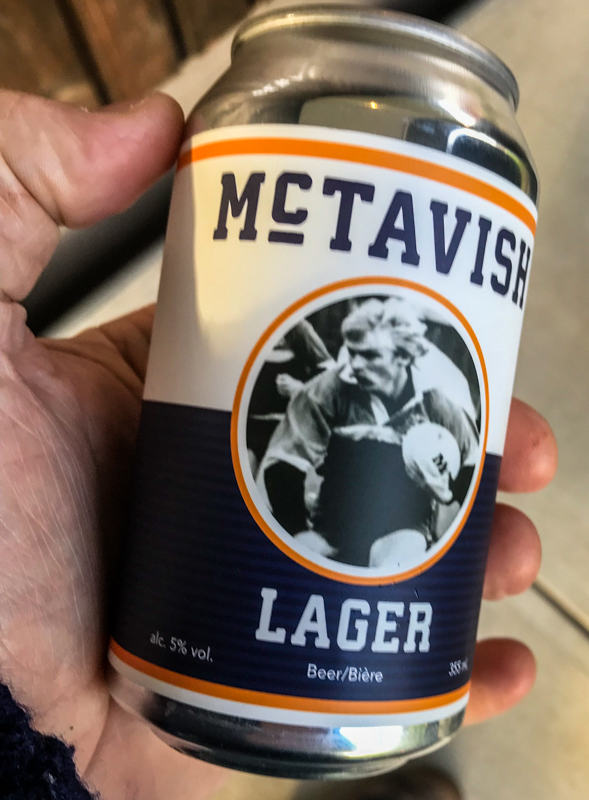 McTAVISH
M
LAGER
alc. 5% vol.
Beer/Bière
355 mL